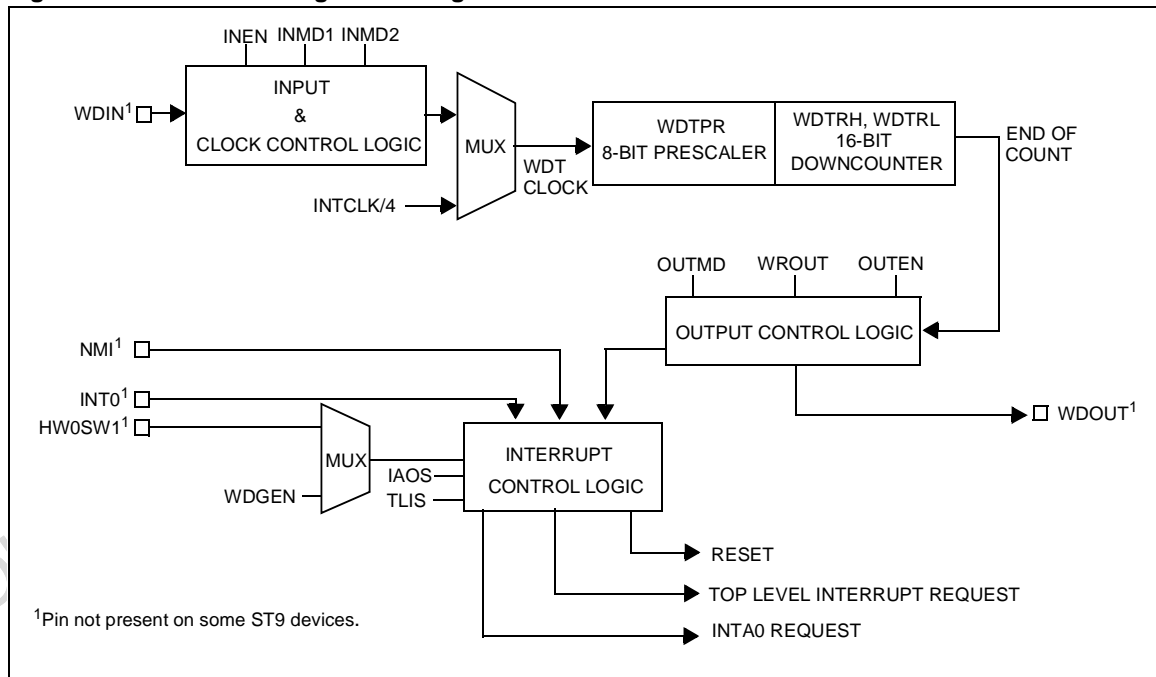 INEN INMD1 INMD2
INPUT
&
CLOCK CONTROL LOGIC
WDIN¹
MUX
INTCLK/4
WDT
CLOCK
WDTPR
8-BIT PRESCALER
WDTRH, WDTRL
16-BIT
DOWNCOUNTER
END OF
COUNT
OUTMD WROUT OUTEN
OUTPUT CONTROL LOGIC
NMI¹
INT0¹
HW0SW1¹
WDOUT¹
MUX
WDGEN
IAOS
TLIS
INTERRUPT
CONTROL LOGIC
RESET
TOP LEVEL INTERRUPT REQUEST
INTA0 REQUEST
¹Pin not present on some ST9 devices.